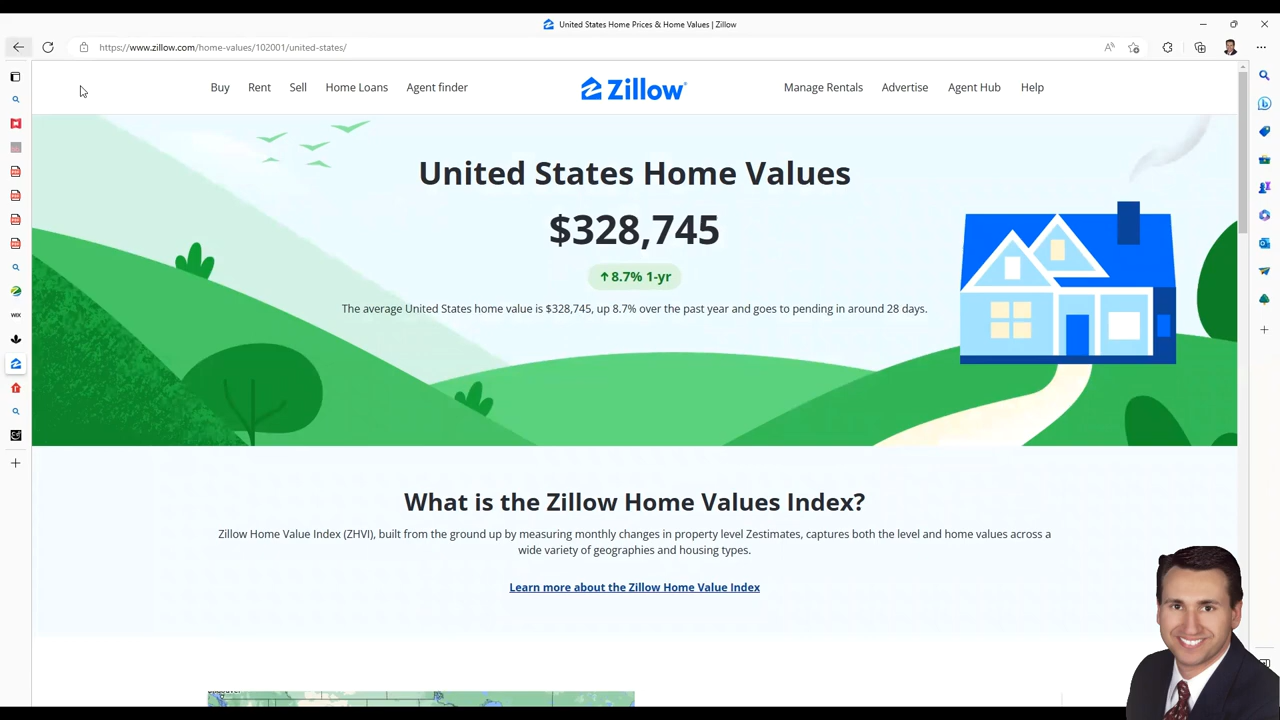 United States Home Prices & Home Values | Zillow
https://www.zillow.com/home-values/102001/united-states/
Buy Rent Sell Home Loans Agent finder Zillow Manage Rentals Advertise Agent Hub Help
United States Home Values
$328,745
8.7% 1-yr
The average United States home value is $328,745, up 8.7% over the past year and goes to pending in around 28 days.
WIX
What is the Zillow Home Values Index?
Zillow Home Value Index (ZHVI), built from the ground up by measuring monthly changes in property level Zestimates, captures both the level and home values across a
wide variety of geographies and housing types.
Learn more about the Zillow Home Value Index